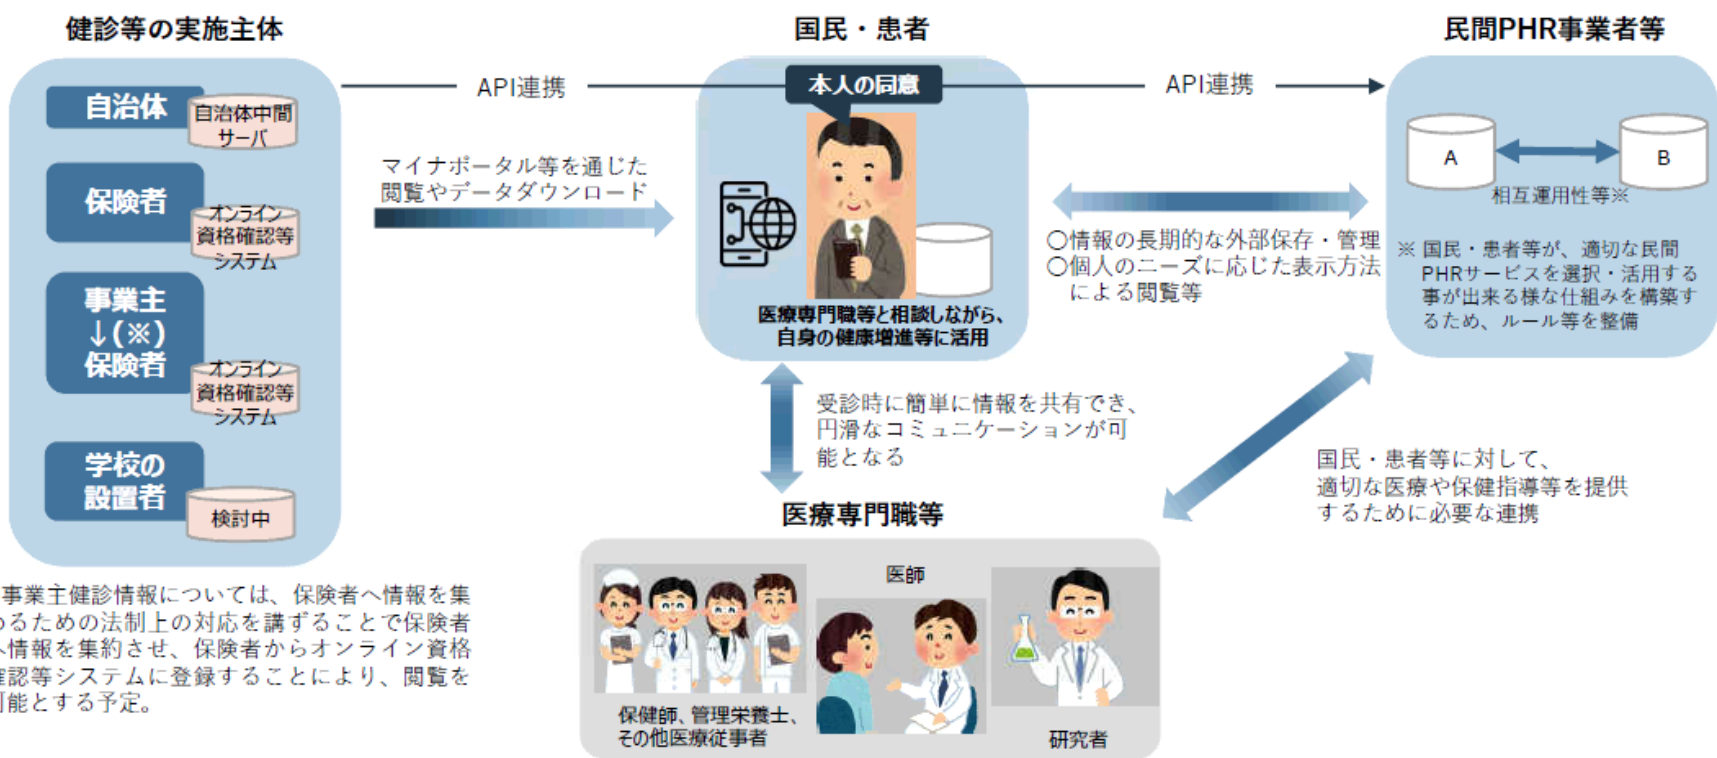 健診等の実施主体
国民・患者
民間PHR事業者等
自治体
自治体中間
サーバ
保険者
オンライン
資格確認等
システム
事業主
↓(※)
保険者
オンライン
資格確認等
システム
学校の
設置者
検討中
API連携
マイナポータル等を通じた
閲覧やデータダウンロード
本人の同意
医療専門職等と相談しながら、
自身の健康増進等に活用
API連携
○情報の長期的な外部保存・管理
○個人のニーズに応じた表示方法
による閲覧等
A
B
相互運用性等※
※ 国民・患者等が、適切な民間
PHRサービスを選択・活用する
事が出来る様な仕組みを構築す
るため、ルール等を整備
受診時に簡単に情報を共有でき、
円滑なコミュニケーションが可
能となる
国民・患者等に対して、
適切な医療や保健指導等を提供
するために必要な連携
医療専門職等
保健師、管理栄養士、
その他医療従事者
医師
研究者
事業主健診情報については、保険者へ情報を集
めるための法制上の対応を講ずることで保険者
へ情報を集約させ、保険者からオンライン資格
確認等システムに登録することにより、閲覧を
可能とする予定。